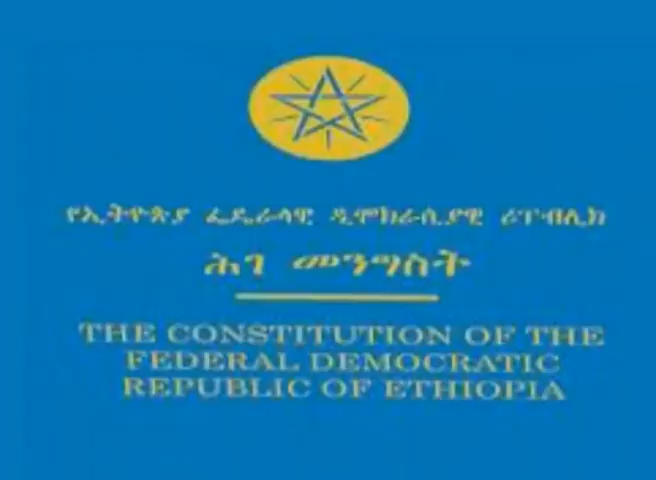 የኢትዮጵያ ፌዴራላዊ ዲሞክራሲያዊ ሪፐብሊክ
ሕገ መንግስት
THE CONSTITUTION OF THE
FEDERAL DEMOCRATIC
REPUBLIC OF ETHIOPIA